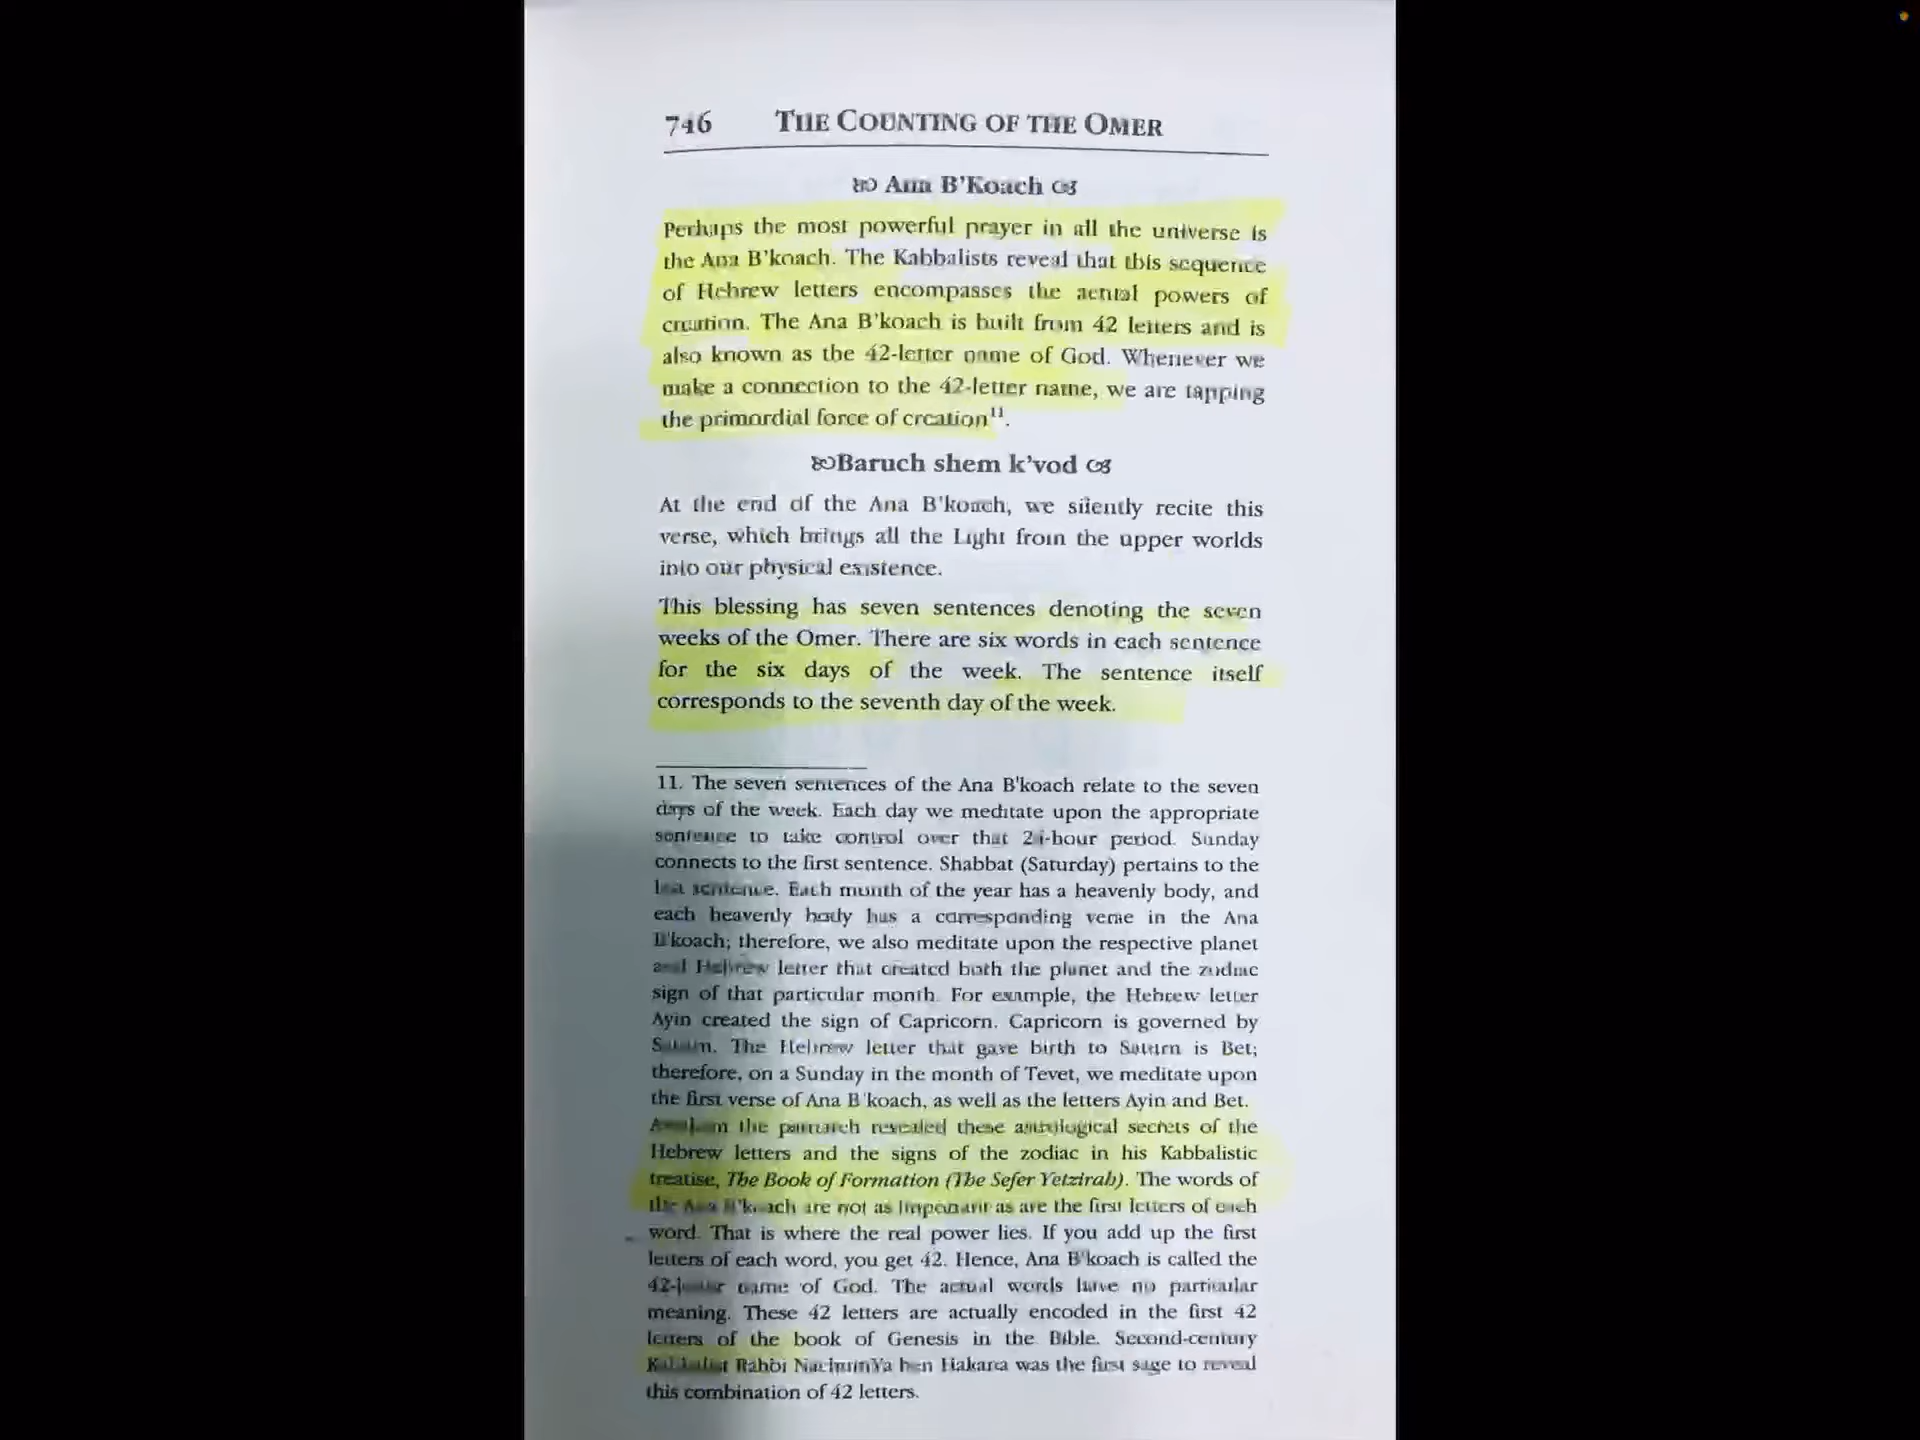 746 THE COUNTING OF THE OMER
Ana B'Koach
Perhaps the most powerful prayer in all the universe is
the Ana B'koach. The Kabbalists reveal that this sequence
of Hebrew letters encompasses the actual powers of
creation. The Ana B'koach is built from 42 letters and is
also known as the 42-letter name of God. Whenever we
make a connection to the 42-letter name, we are tapping
the primordial force of creation11.
Baruch shem k'vod
At the end of the Ana B'koach, we silently recite this
verse, which brings all the Light from the upper worlds
into our physical existence.
This blessing has seven sentences denoting the seven
weeks of the Omer. There are six words in each sentence
for the six days of the week. The sentence itself
corresponds to the seventh day of the week.
11. The seven sentences of the Ana B'koach relate to the seven
days of the week. Each day we meditate upon the appropriate
sentence to take control over that 24-hour period. Sunday
connects to the first sentence. Shabbat (Saturday) pertains to the
last sentence. Each month of the year has a heavenly body, and
each heavenly body has a corresponding verse in the Ana
B'koach; therefore, we also meditate upon the respective planet
and Hebrew letter that created both the planet and the zodiac
sign of that particular month. For example, the Hebrew letter
Ayin created the sign of Capricorn. Capricorn is governed by
Saturn. The Hebrew letter that gave birth to Saturn is Bet;
therefore, on a Sunday in the month of Tevet, we meditate upon
the first verse of Ana B'koach, as well as the letters Ayin and Bet.
Avraham the patriarch revealed these astrological secrets of the
Hebrew letters and the signs of the zodiac in his Kabbalistic
treatise, The Book of Formation (The Sefer Yetzirah). The words of
the Ana B'koach are not as important as are the first letters of each
word. That is where the real power lies. If you add up the first
letters of each word, you get 42. Hence, Ana B'koach is called the
42-letter name of God. The actual words have no particular
meaning. These 42 letters are actually encoded in the first 42
letters of the book of Genesis in the Bible. Second-century
Kabbalist Rabbi NachunYa ben Hakana was the first sage to reveal
this combination of 42 letters.